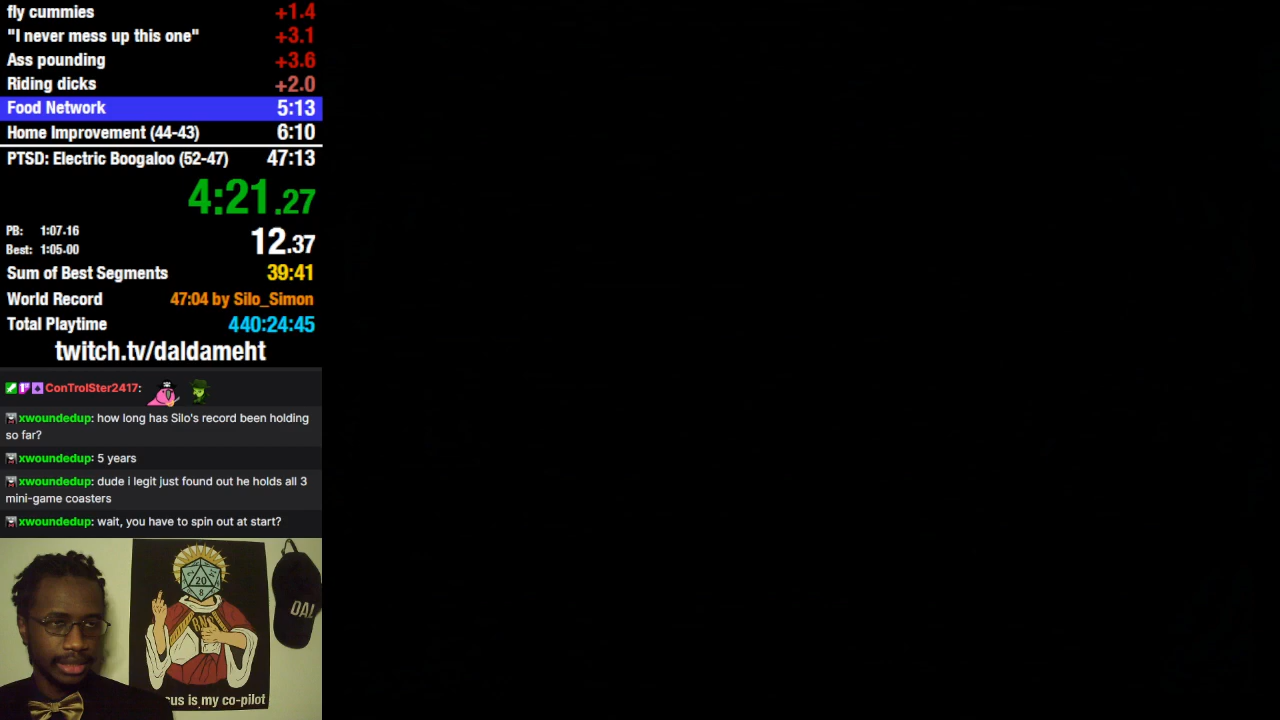 fly cummies +1.4
"I never mess up this one" +3.1
Ass pounding +3.6
Riding dicks +2.0
Food Network 5:13
Home Improvement (44-43) 6:10
PTSD: Electric Boogaloo (52-47) 47:13
4:21.27
PB: 1:07.16
Best: 1:05.00
12.37
Sum of Best Segments 39:41
World Record 47:04 by Silo_Simon
Total Playtime 440:24:45
twitch.tv/daldameht
ConTrolSter2417:
xwoundedup: how long has Silo's record been holding
so far?
xwoundedup: 5 years
xwoundedup: dude i legit just found out he holds all 3
mini-game coasters
xwoundedup: wait, you have to spin out at start?
20
8
DAL
cus is my co-pilot